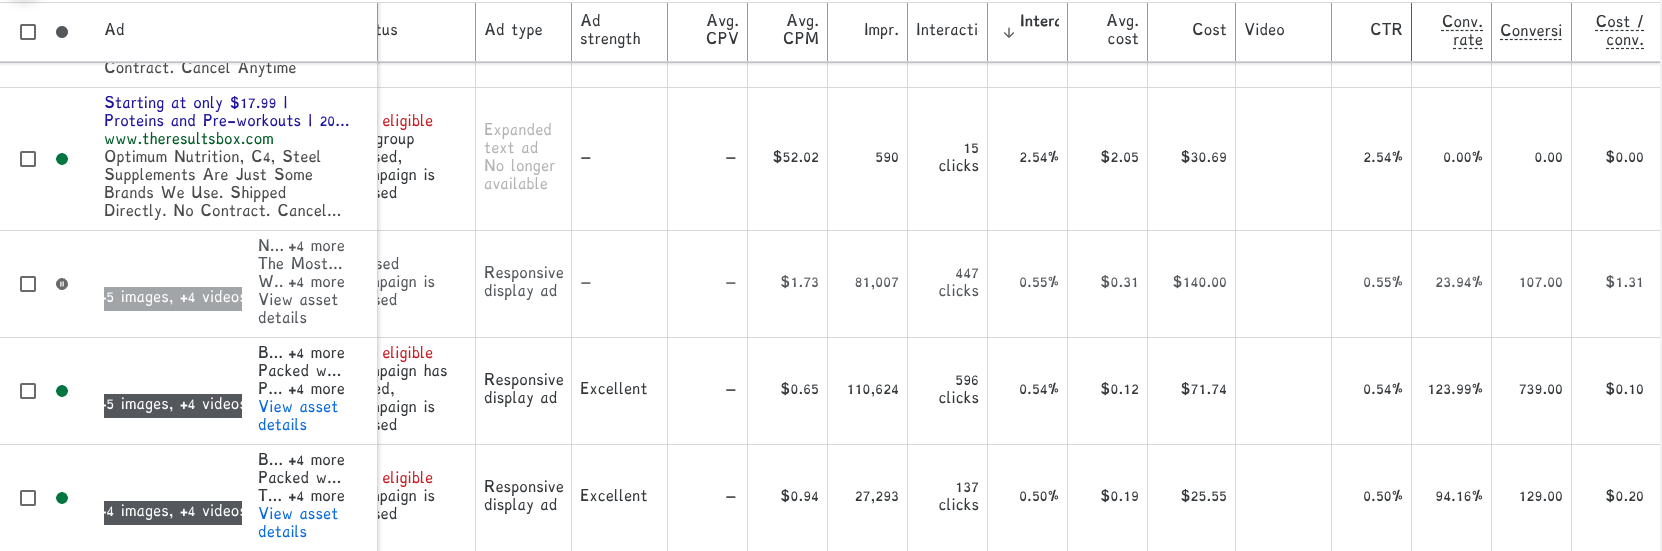 Ad
tus
Ad type
Ad
strength
Avg.
CPV
Avg.
CPM
Impr.
Interacti
Interc
Avg.
cost
Cost
Video
CTR
Conv.
rate
Conversi
Cost /
conv.
Contract. Cancel Anytime
Starting at only $17.99 |
Proteins and Pre-workouts | 20...
www.theresultsbox.com
Optimum Nutrition, C4, Steel
Supplements Are Just Some
Brands We Use. Shipped
Directly. No Contract. Cancel...
eligible
group
sed,
paign is
sed
Expanded
text ad
No longer
available
–
–
$52.02
590
15
clicks
2.54%
$2.05
$30.69
2.54%
0.00%
0.00
$0.00
5 images, +4 videos
N... +4 more
The Most...
W.. +4 more
View asset
details
sed
paign is
sed
Responsive
display ad
–
–
$1.73
81,007
447
clicks
0.55%
$0.31
$140.00
0.55%
23.94%
107.00
$1.31
5 images, +4 videos
B... +4 more
Packed w...
P... +4 more
View asset
details
eligible
paign has
ed,
paign is
sed
Responsive
display ad
Excellent
–
$0.65
110,624
596
clicks
0.54%
$0.12
$71.74
0.54%
123.99%
739.00
$0.10
4 images, +4 videos
B... +4 more
Packed w...
T... +4 more
View asset
details
eligible
paign is
sed
Responsive
display ad
Excellent
–
$0.94
27,293
137
clicks
0.50%
$0.19
$25.55
0.50%
94.16%
129.00
$0.20